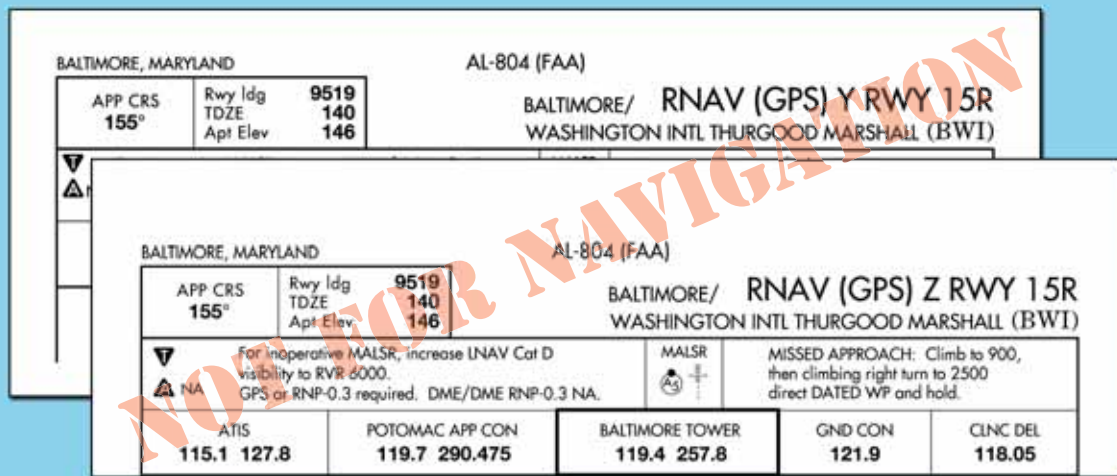 BALTIMORE, MARYLAND
AL-804 (FAA)
APP CRS
155°
Rwy ldg 9519
TDZE 140
Apt Elev 146
BALTIMORE/ RNAV (GPS) Y RWY 15R
WASHINGTON INTL THURGOOD MARSHALL (BWI)
T
A
BALTIMORE, MARYLAND
AL-804 (FAA)
APP CRS
155°
Rwy ldg 9519
TDZE 140
Apt Elev 146
BALTIMORE/ RNAV (GPS) Z RWY 15R
WASHINGTON INTL THURGOOD MARSHALL (BWI)
T
A NA
For inoperative MALSR, increase LNAV Cat D
visibility to RVR 6000.
GPS or RNP-0.3 required. DME/DME RNP-0.3 NA.
MALSR
A5
MISSED APPROACH: Climb to 900,
then climbing right turn to 2500
direct DATED WP and hold.
ATIS
115.1 127.8
POTOMAC APP CON
119.7 290.475
BALTIMORE TOWER
119.4 257.8
GND CON
121.9
CLNC DEL
118.05
NOT FOR NAVIGATION